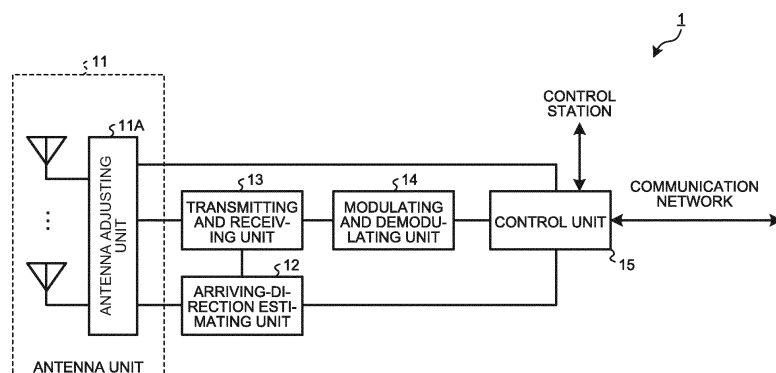 1
11
11A
ANTENNA ADJUSTING
UNIT
...
ANTENNA UNIT
13
TRANSMITTING
AND RECEIV-
ING UNIT
12
ARRIVING-DI-
RECTION ESTI-
MATING UNIT
14
MODULATING
AND DEMODU-
LATING UNIT
CONTROL
STATION
CONTROL UNIT
15
COMMUNICATION
NETWORK